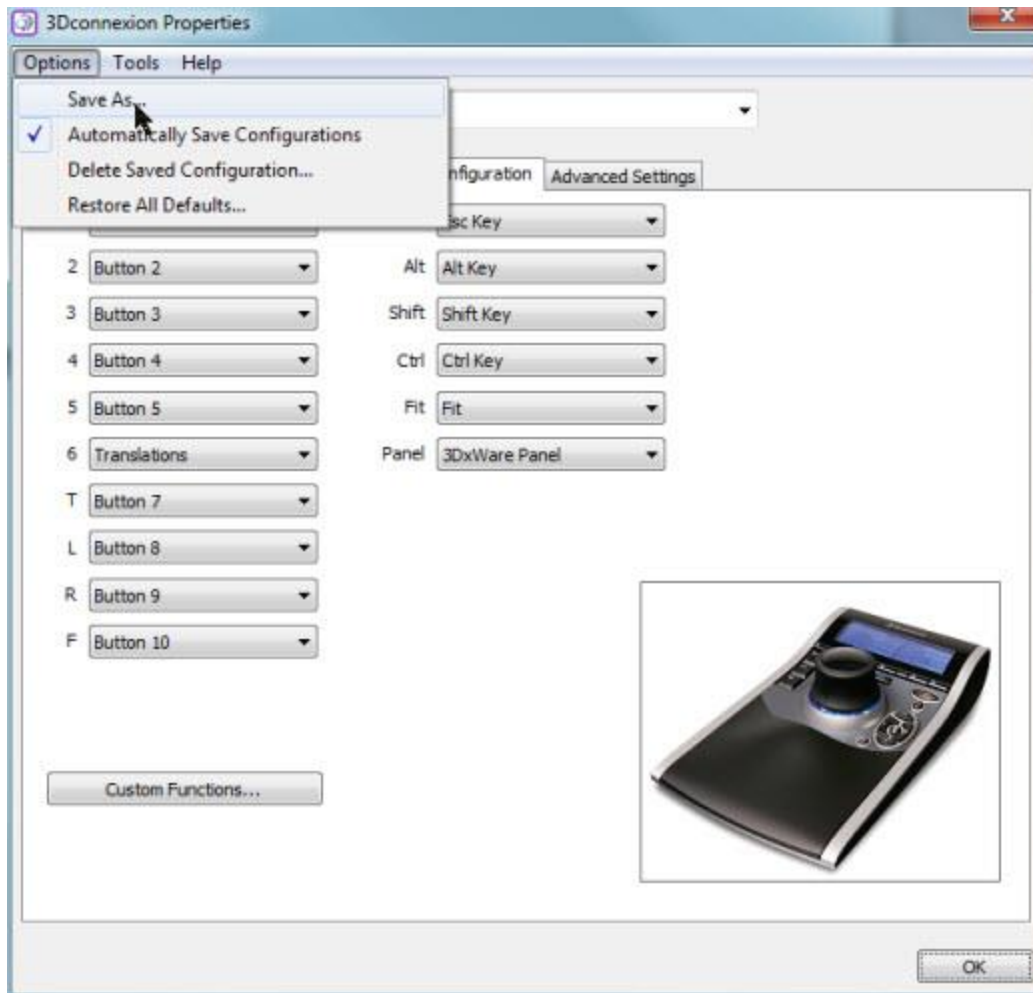 3Dconnexion Properties
Options Tools Help
Save As...
Automatically Save Configurations
Delete Saved Configuration...
Restore All Defaults...
nfiguration Advanced Settings
Esc Key
2 Button 2 Alt Alt Key
3 Button 3 Shift Shift Key
4 Button 4 Ctrl Ctrl Key
5 Button 5 Fit Fit
6 Translations Panel 3DxWare Panel
T Button 7
L Button 8
R Button 9
F Button 10
Custom Functions...
OK